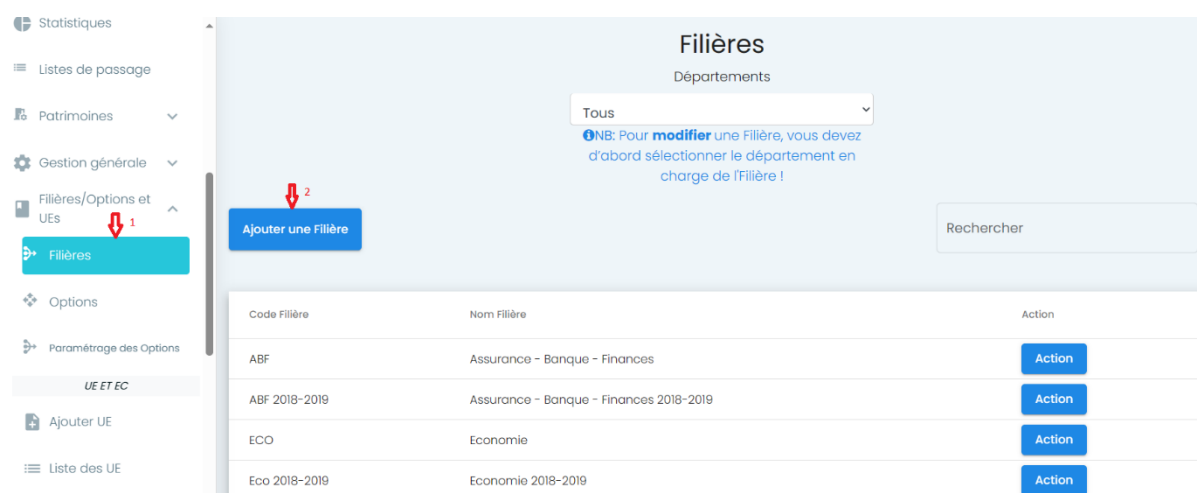 Statistiques
Listes de passage
Patrimoines
Gestion générale
Filières/Options et
UEs
1
Filières
Options
Paramétrage des Options
UE ET EC
Ajouter UE
Liste des UE
Filières
Départements
Tous
NB: Pour modifier une Filière, vous devez
d'abord sélectionner le département en
charge de l'Filière !
2
Ajouter une Filière
Rechercher
Code Filière Nom Filière Action
ABF Assurance - Banque - Finances Action
ABF 2018-2019 Assurance - Banque - Finances 2018-2019 Action
ECO Economie Action
Eco 2018-2019 Economie 2018-2019 Action